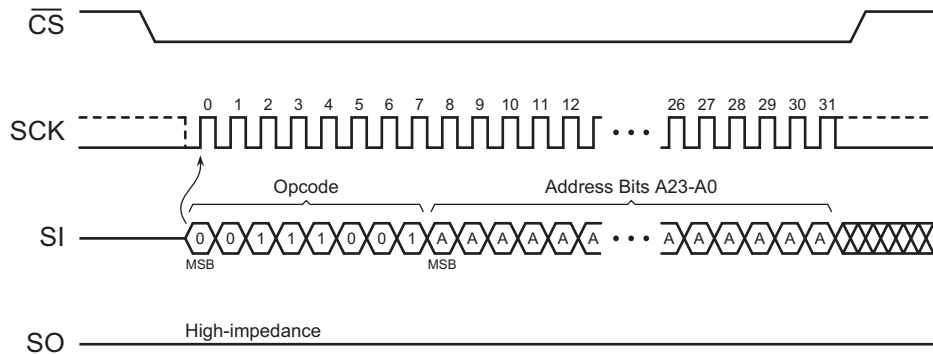 CS
0 1 2 3 4 5 6 7 8 9 10 11 12 26 27 28 29 30 31
SCK
Opcode Address Bits A23-A0
SI 0 0 1 1 1 0 0 1 A A A A A A A A A A A A
MSB MSB
High-impedance
SO